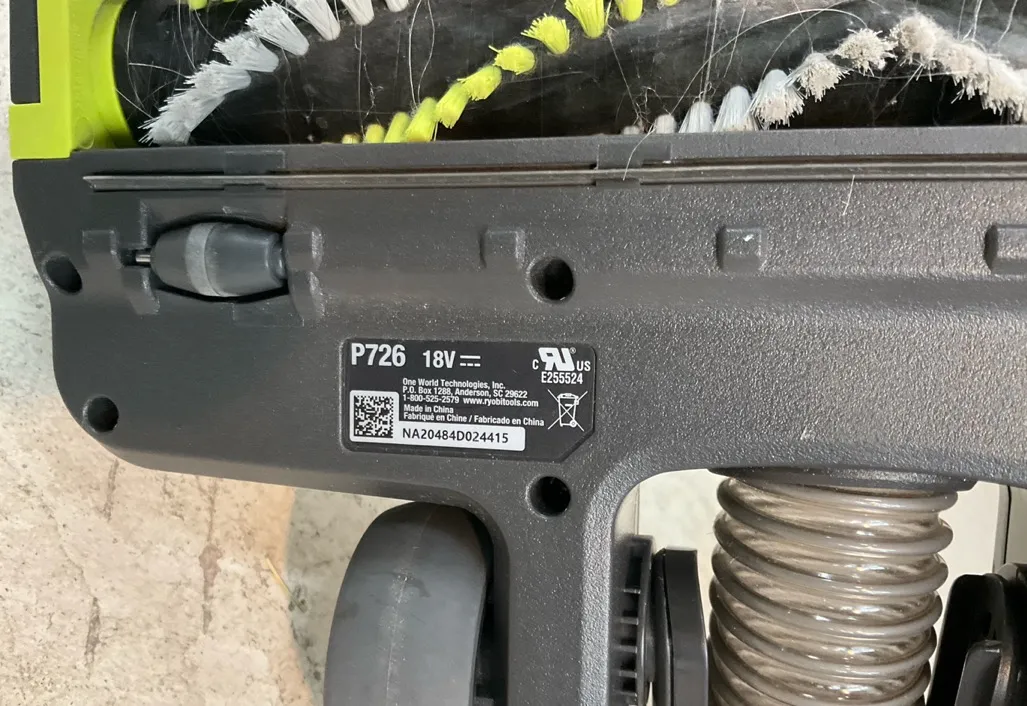 P726 18V
C US
E255524
One World Technologies, Inc.
P.O. Box 1288, Anderson, SC 29622
1-800-525-2579 www.ryobitools.com
Made in China
Fabriqué en Chine / Fabricado en China
NA20484D024415